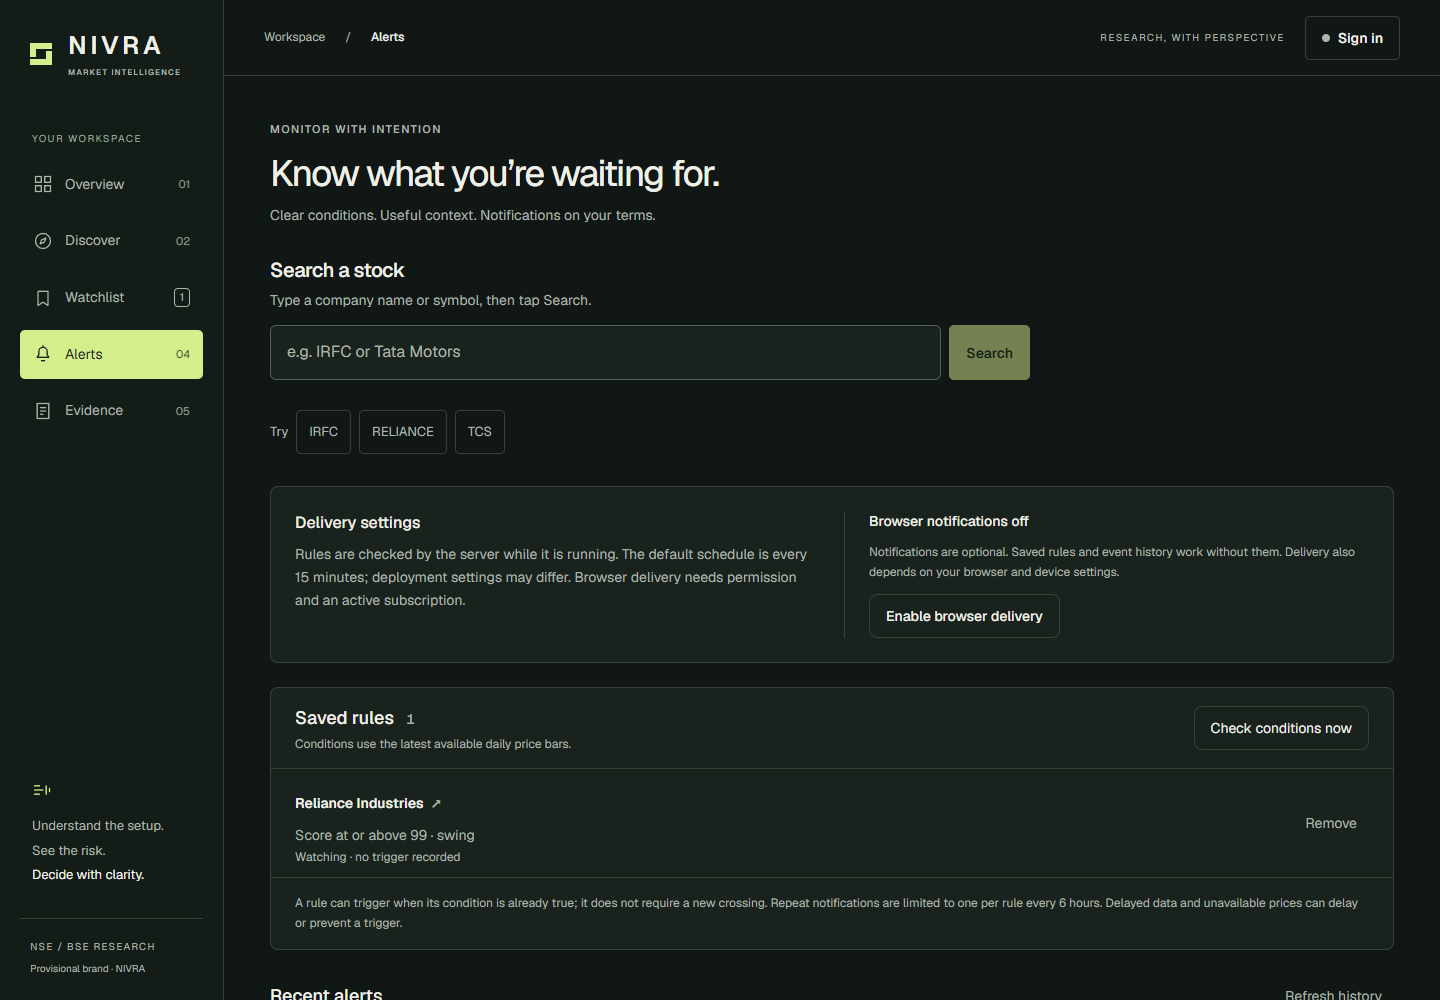 NIVRA
MARKET INTELLIGENCE
YOUR WORKSPACE
Overview 01
Discover 02
Watchlist 1
Alerts 04
Evidence 05
Understand the setup.
See the risk.
Decide with clarity.
NSE / BSE RESEARCH
Provisional brand · NIVRA
Workspace / Alerts
RESEARCH, WITH PERSPECTIVE
Sign in
MONITOR WITH INTENTION
Know what you’re waiting for.
Clear conditions. Useful context. Notifications on your terms.
Search a stock
Type a company name or symbol, then tap Search.
e.g. IRFC or Tata Motors
Search
Try IRFC RELIANCE TCS
Delivery settings
Rules are checked by the server while it is running. The default schedule is every
15 minutes; deployment settings may differ. Browser delivery needs permission
and an active subscription.
Browser notifications off
Notifications are optional. Saved rules and event history work without them. Delivery also
depends on your browser and device settings.
Enable browser delivery
Saved rules 1
Conditions use the latest available daily price bars.
Check conditions now
Reliance Industries ↗
Score at or above 99 · swing
Watching · no trigger recorded
Remove
A rule can trigger when its condition is already true; it does not require a new crossing. Repeat notifications are limited to one per rule every 6 hours. Delayed data and unavailable prices can delay
or prevent a trigger.
Recent alerts
Refresh history